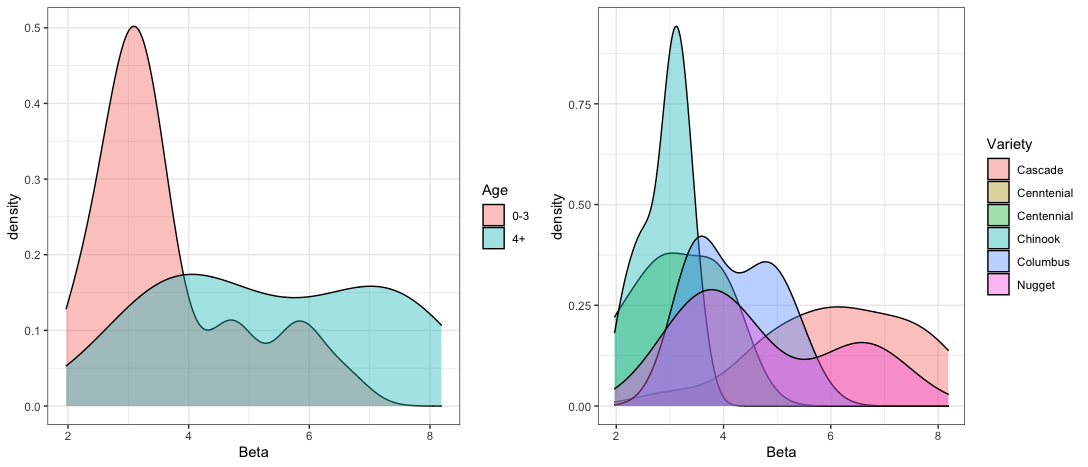 0.5
0.4
0.3
0.2
0.1
0.0
density
2 4 6 8
Beta
Age
0-3
4+
0.75
0.50
0.25
0.00
density
2 4 6 8
Beta
Variety
Cascade
Cenntenial
Centennial
Chinook
Columbus
Nugget